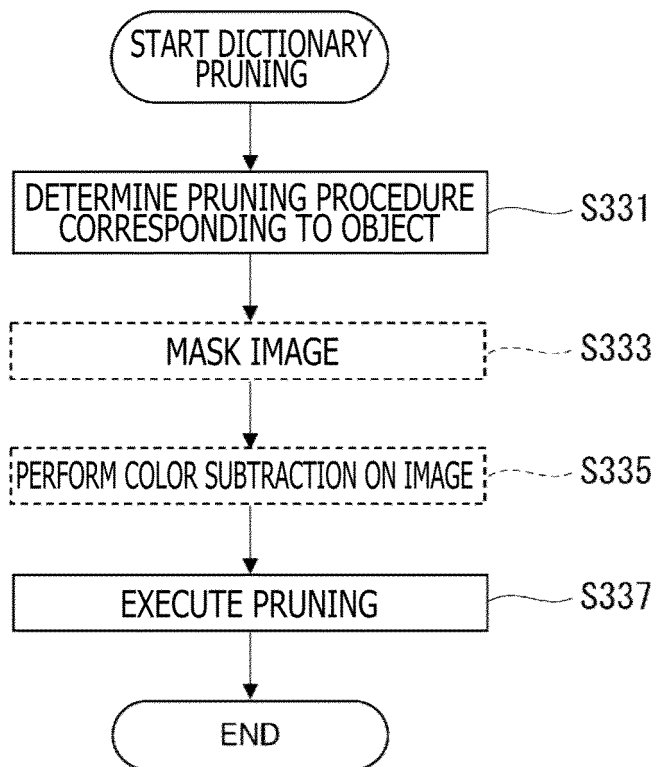 START DICTIONARY
PRUNING
DETERMINE PRUNING PROCEDURE
CORRESPONDING TO OBJECT
S331
MASK IMAGE
S333
PERFORM COLOR SUBTRACTION ON IMAGE
S335
EXECUTE PRUNING
S337
END